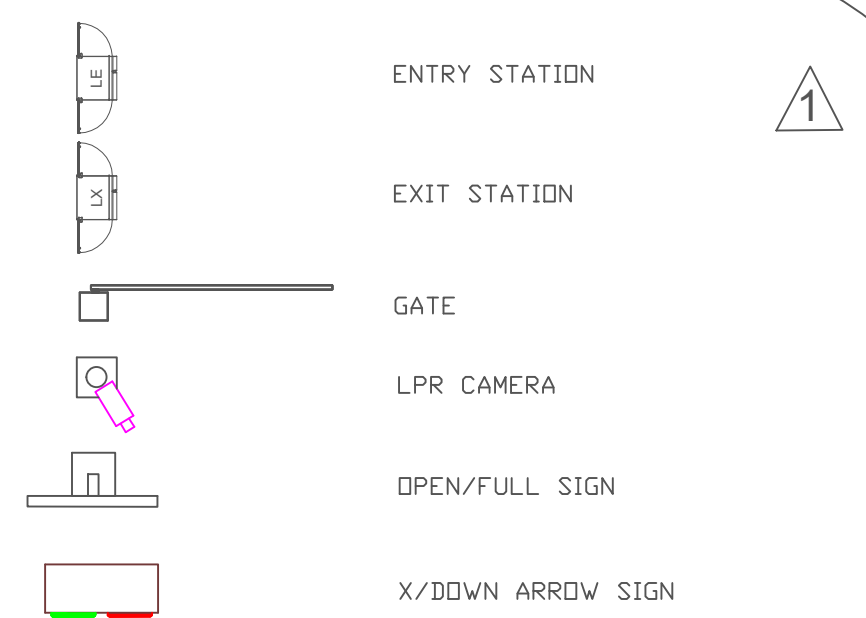 LE
ENTRY STATION
1
LX
EXIT STATION
GATE
LPR CAMERA
OPEN/FULL SIGN
X/DOWN ARROW SIGN